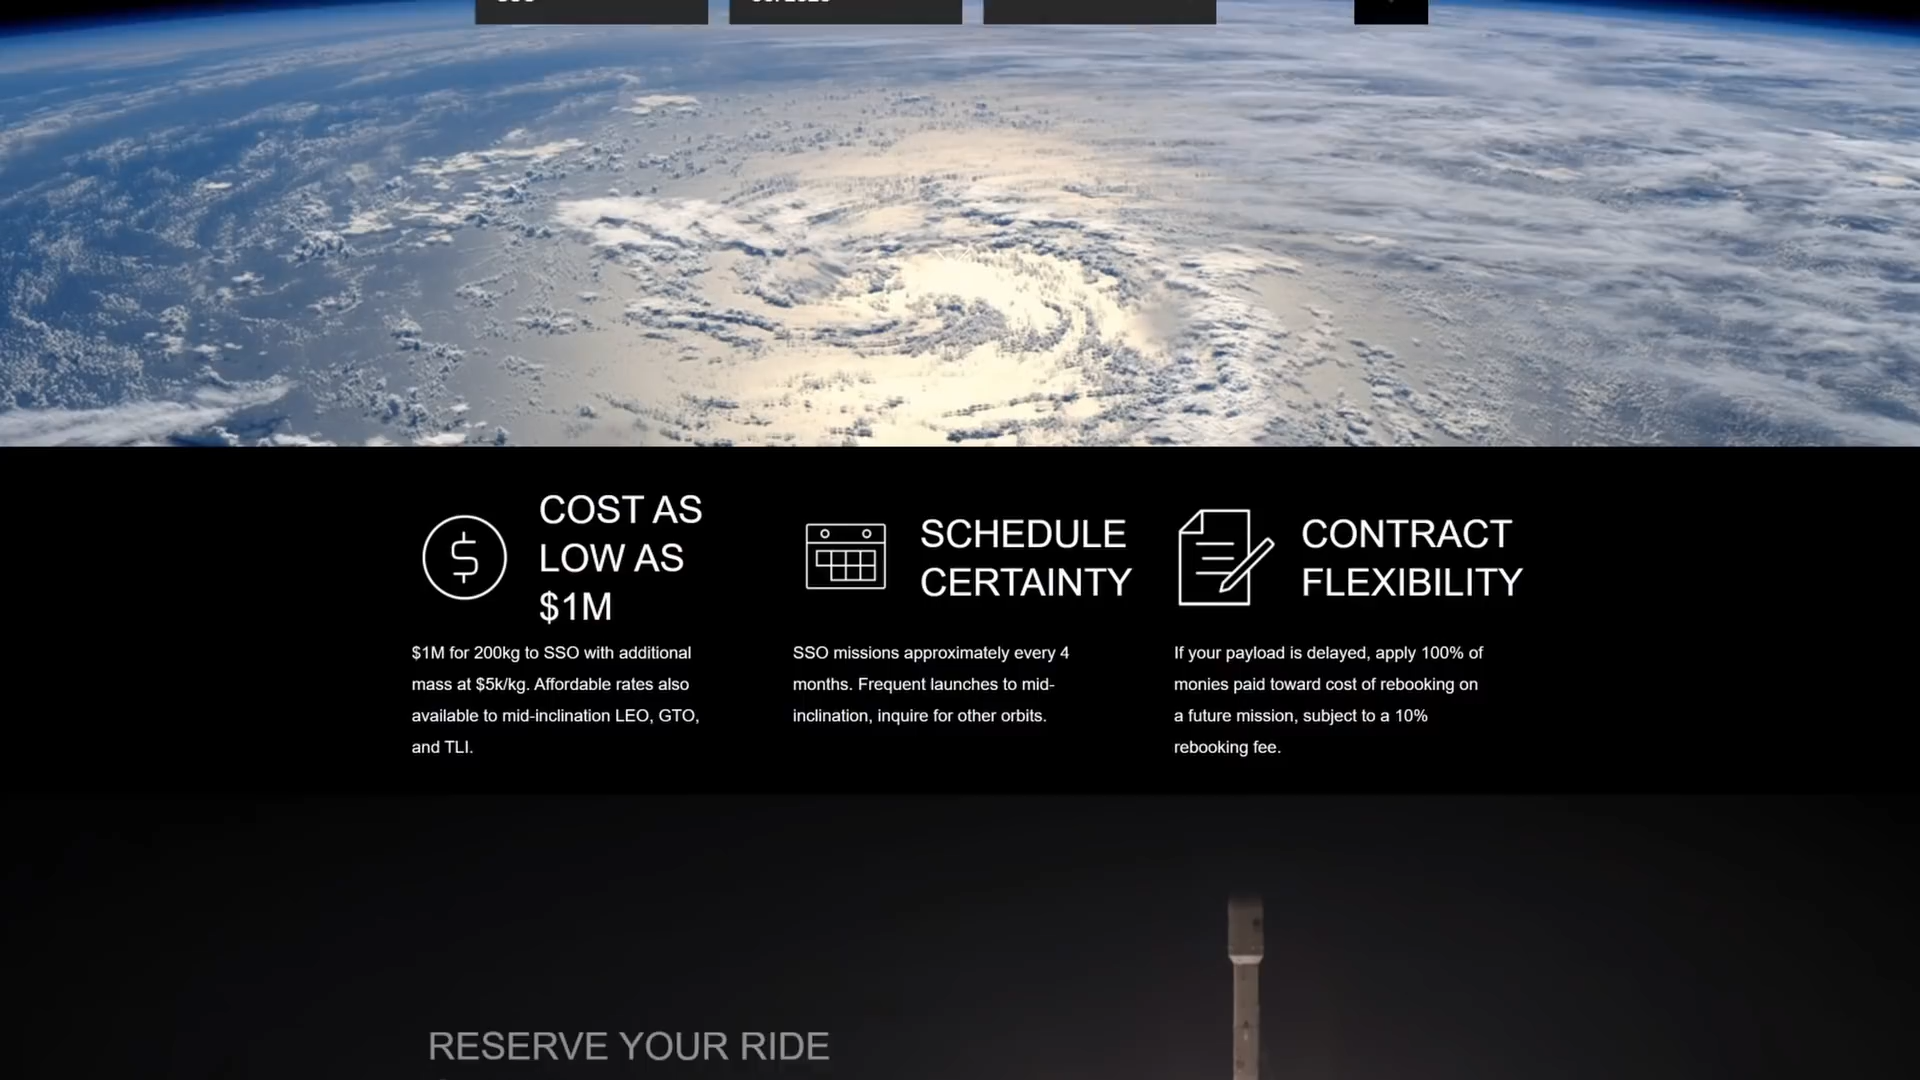 COST AS
LOW AS
$1M
$1M for 200kg to SSO with additional
mass at $5k/kg. Affordable rates also
available to mid-inclination LEO, GTO,
and TLI.
SCHEDULE
CERTAINTY
SSO missions approximately every 4
months. Frequent launches to mid-
inclination, inquire for other orbits.
CONTRACT
FLEXIBILITY
If your payload is delayed, apply 100% of
monies paid toward cost of rebooking on
a future mission, subject to a 10%
rebooking fee.
RESERVE YOUR RIDE